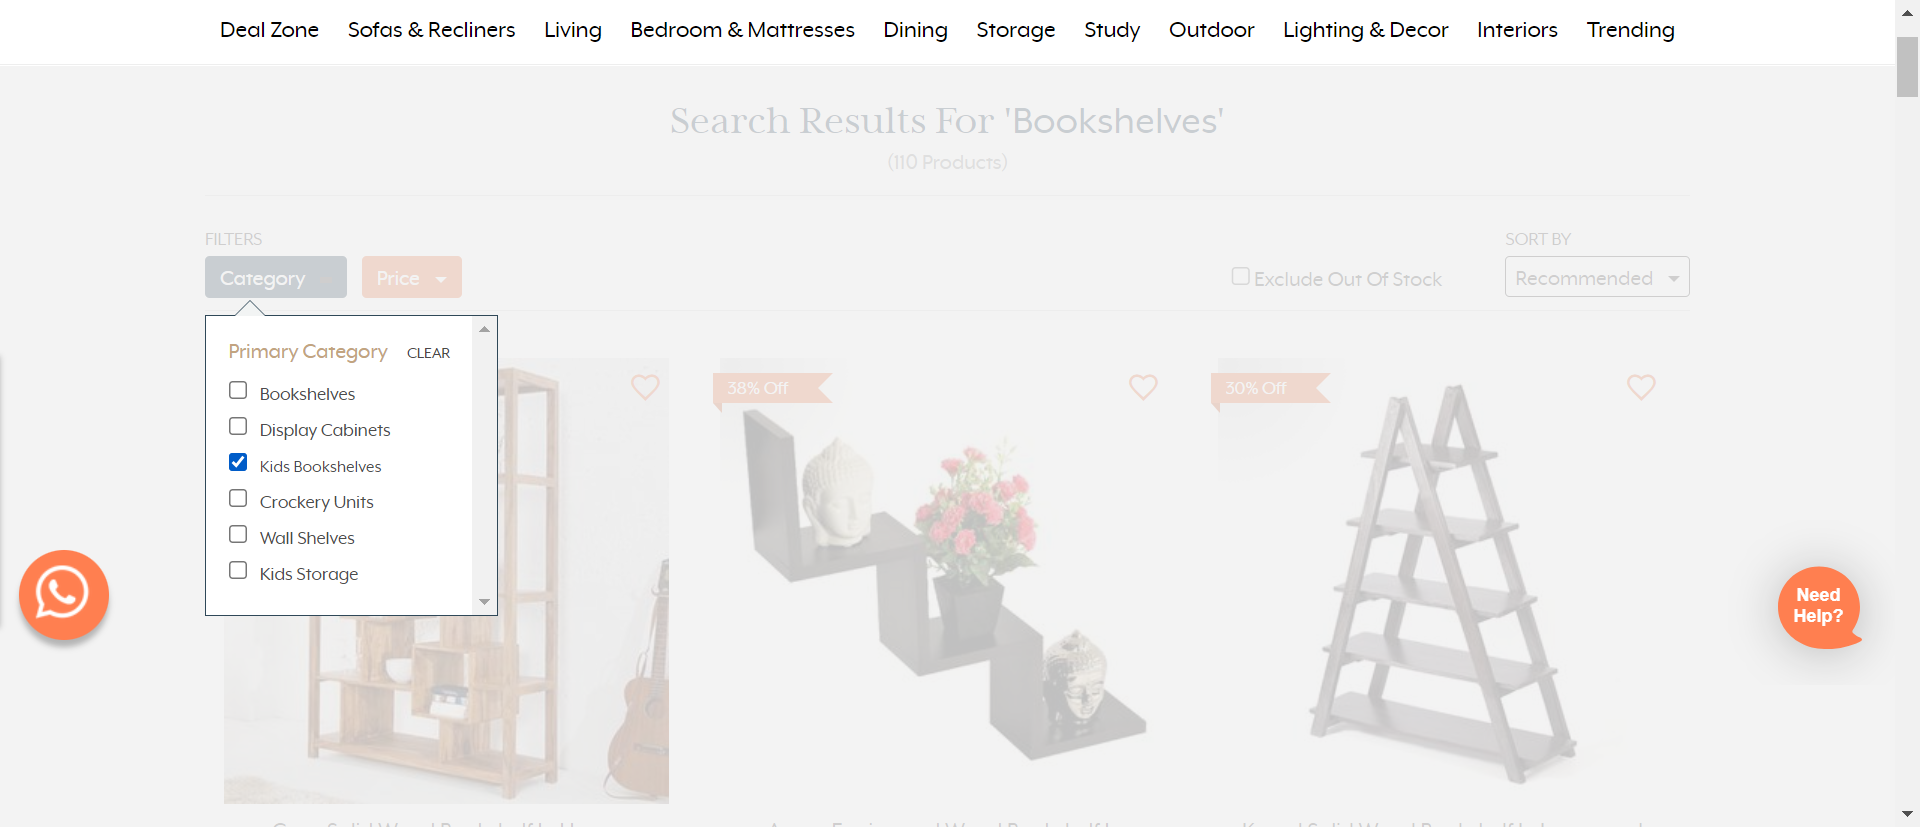 Deal Zone Sofas & Recliners Living Bedroom & Mattresses Dining Storage Study Outdoor Lighting & Decor Interiors Trending
Search Results For 'Bookshelves'
(110 Products)
FILTERS
SORT BY
Category Price Exclude Out Of Stock Recommended
Primary Category CLEAR
Bookshelves
Display Cabinets
Kids Bookshelves
Crockery Units
Wall Shelves
Kids Storage
38% Off
30% Off
Need
Help?